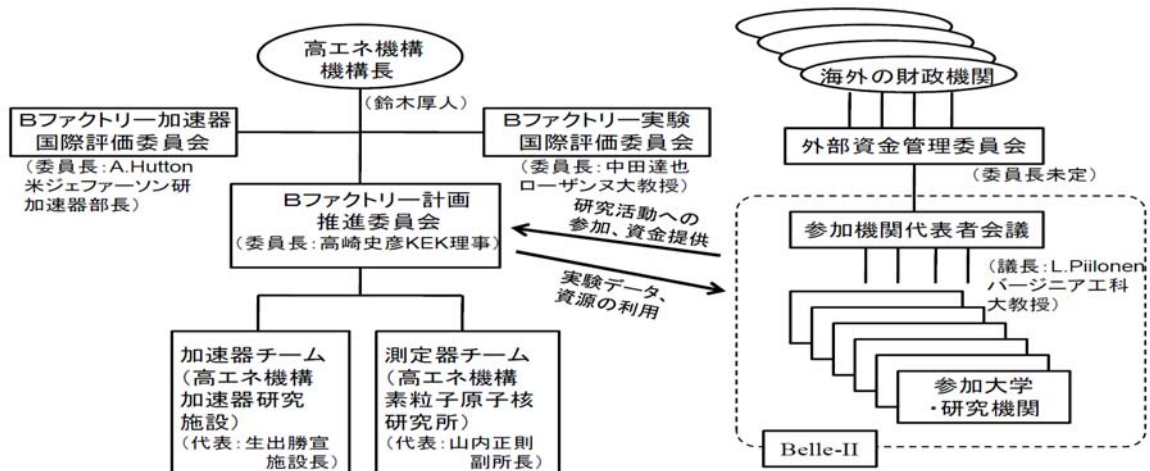 高エネ機構
機構長
(鈴木厚人)
Bファクトリー加速器
国際評価委員会
(委員長：A.Hutton
米ジェファーソン研
加速器部長)
Bファクトリー実験
国際評価委員会
(委員長：中田達也
ローザンヌ大教授)
Bファクトリー計画
推進委員会
(委員長：高崎史彦KEK理事)
研究活動への
参加、資金提供
実験データ、
資源の利用
加速器チーム
(高エネ機構
加速器研究
施設)
(代表：生出勝宣
施設長)
測定器チーム
(高エネ機構
素粒子原子核
研究所)
(代表：山内正則
副所長)
海外の財政機関
外部資金管理委員会
(委員長未定)
参加機関代表者会議
(議長：L.Piilonen
バージニア工科
大教授)
参加大学
・研究機関
Belle-II